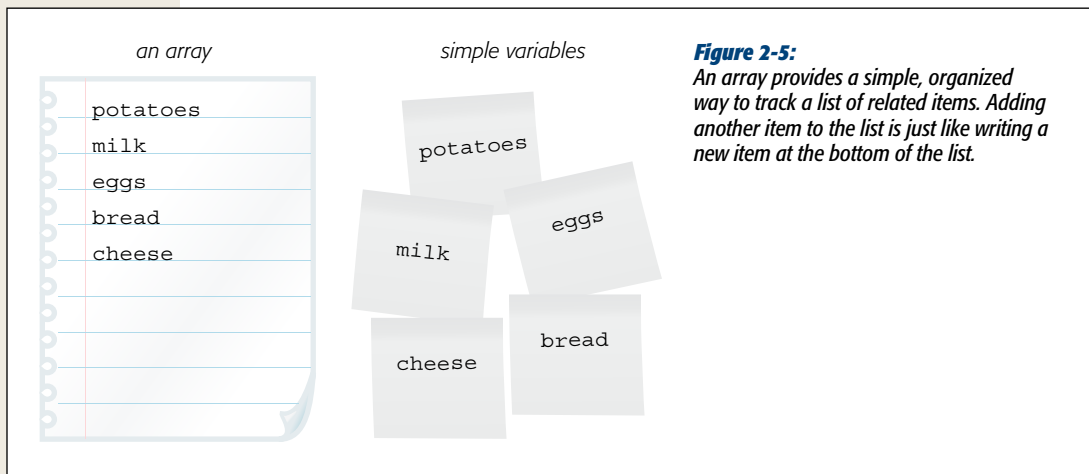 an array
potatoes
milk
eggs
bread
cheese
simple variables
potatoes
eggs
milk
bread
cheese
Figure 2-5:
An array provides a simple, organized
way to track a list of related items. Adding
another item to the list is just like writing a
new item at the bottom of the list.